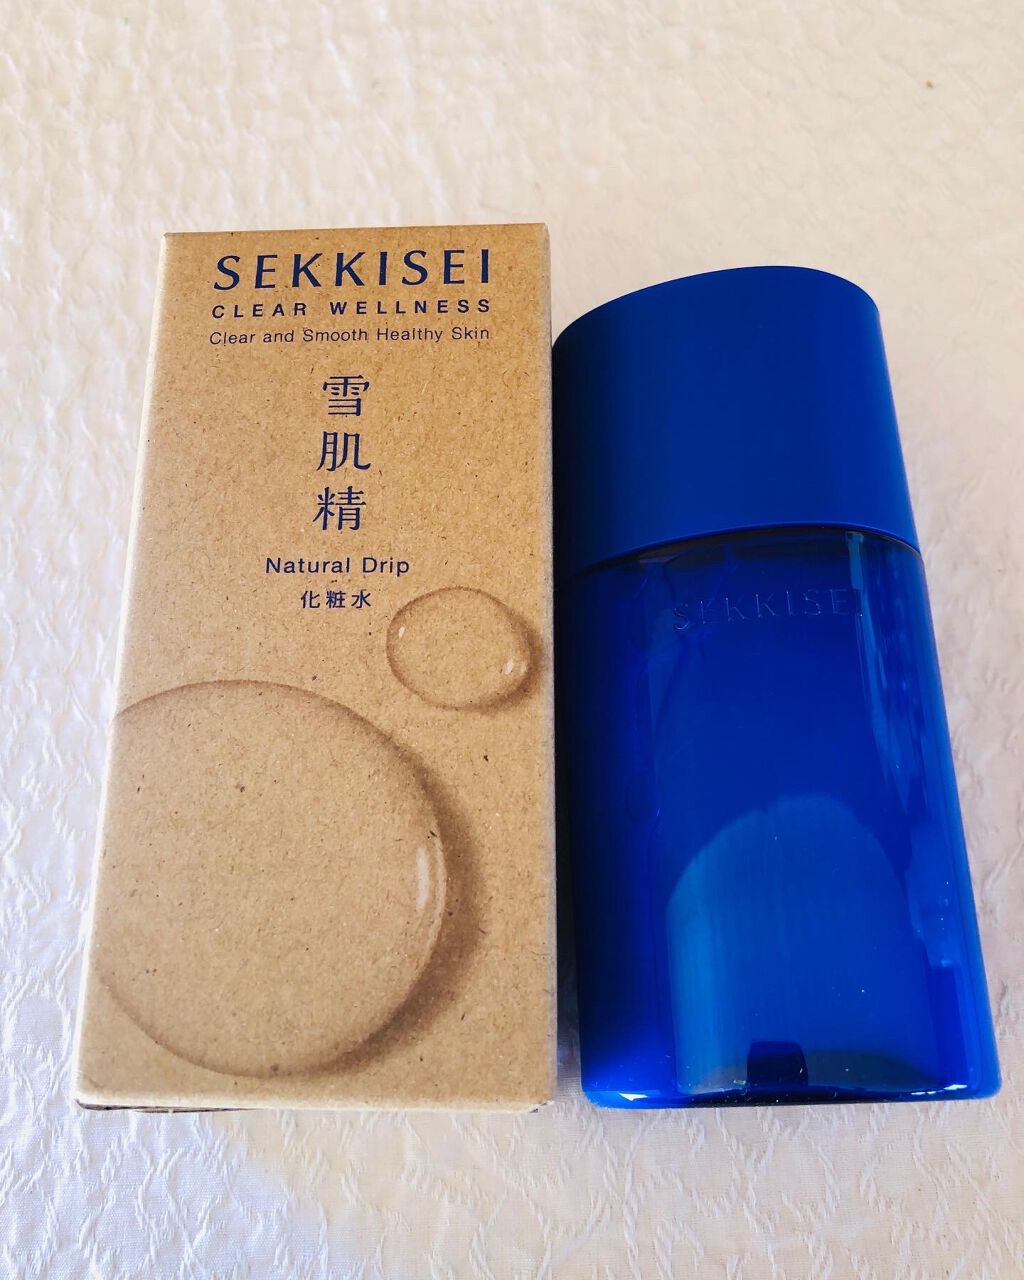 SEKKISEI
CLEAR WELLNESS
Clear and Smooth Healthy Skin
雪
肌
精
Natural Drip
化粧水
SEKKISEI